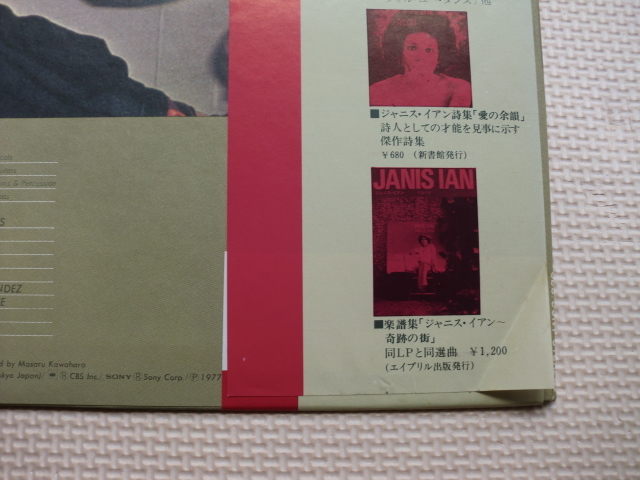 ■ジャニス・イアン詩集「愛の余韻」
詩人としての才能を見事に示す
傑作詩集
￥680 （新書館発行）
JANIS IAN
■楽譜集「ジャニス・イアン〜
奇跡の街」
同LPと同選曲 ￥1,200
（エイプリル出版発行）
& Percussion
S
NDEZ
E
d by Masaru Kawahara
okyo Japan)/ ℗ CBS Inc./ SONY ℗ Sony Corp./℗ 1977